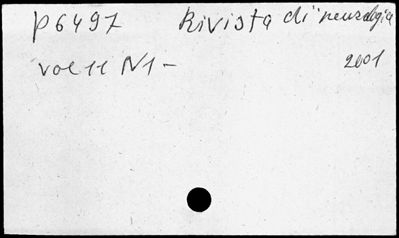 P6497 Rivista di neurologia
vol 11 N1 -
2001